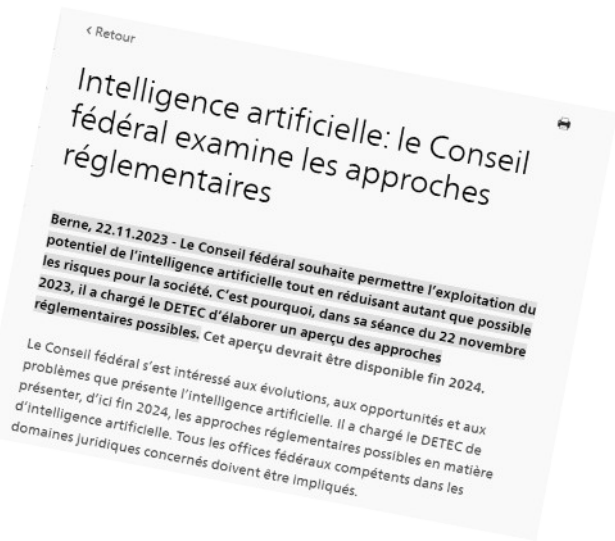 < Retour
Intelligence artificielle: le Conseil
fédéral examine les approches
réglementaires
Berne, 22.11.2023 - Le Conseil fédéral souhaite permettre l’exploitation du
potentiel de l’intelligence artificielle tout en réduisant autant que possible
les risques pour la société. C’est pourquoi, dans sa séance du 22 novembre
2023, il a chargé le DETEC d’élaborer un aperçu des approches
réglementaires possibles. Cet aperçu devrait être disponible fin 2024.
Le Conseil fédéral s’est intéressé aux évolutions, aux opportunités et aux
problèmes que présente l’intelligence artificielle. Il a chargé le DETEC de
présenter, d’ici fin 2024, les approches réglementaires possibles en matière
d’intelligence artificielle. Tous les offices fédéraux compétents dans les
domaines juridiques concernés doivent être impliqués.